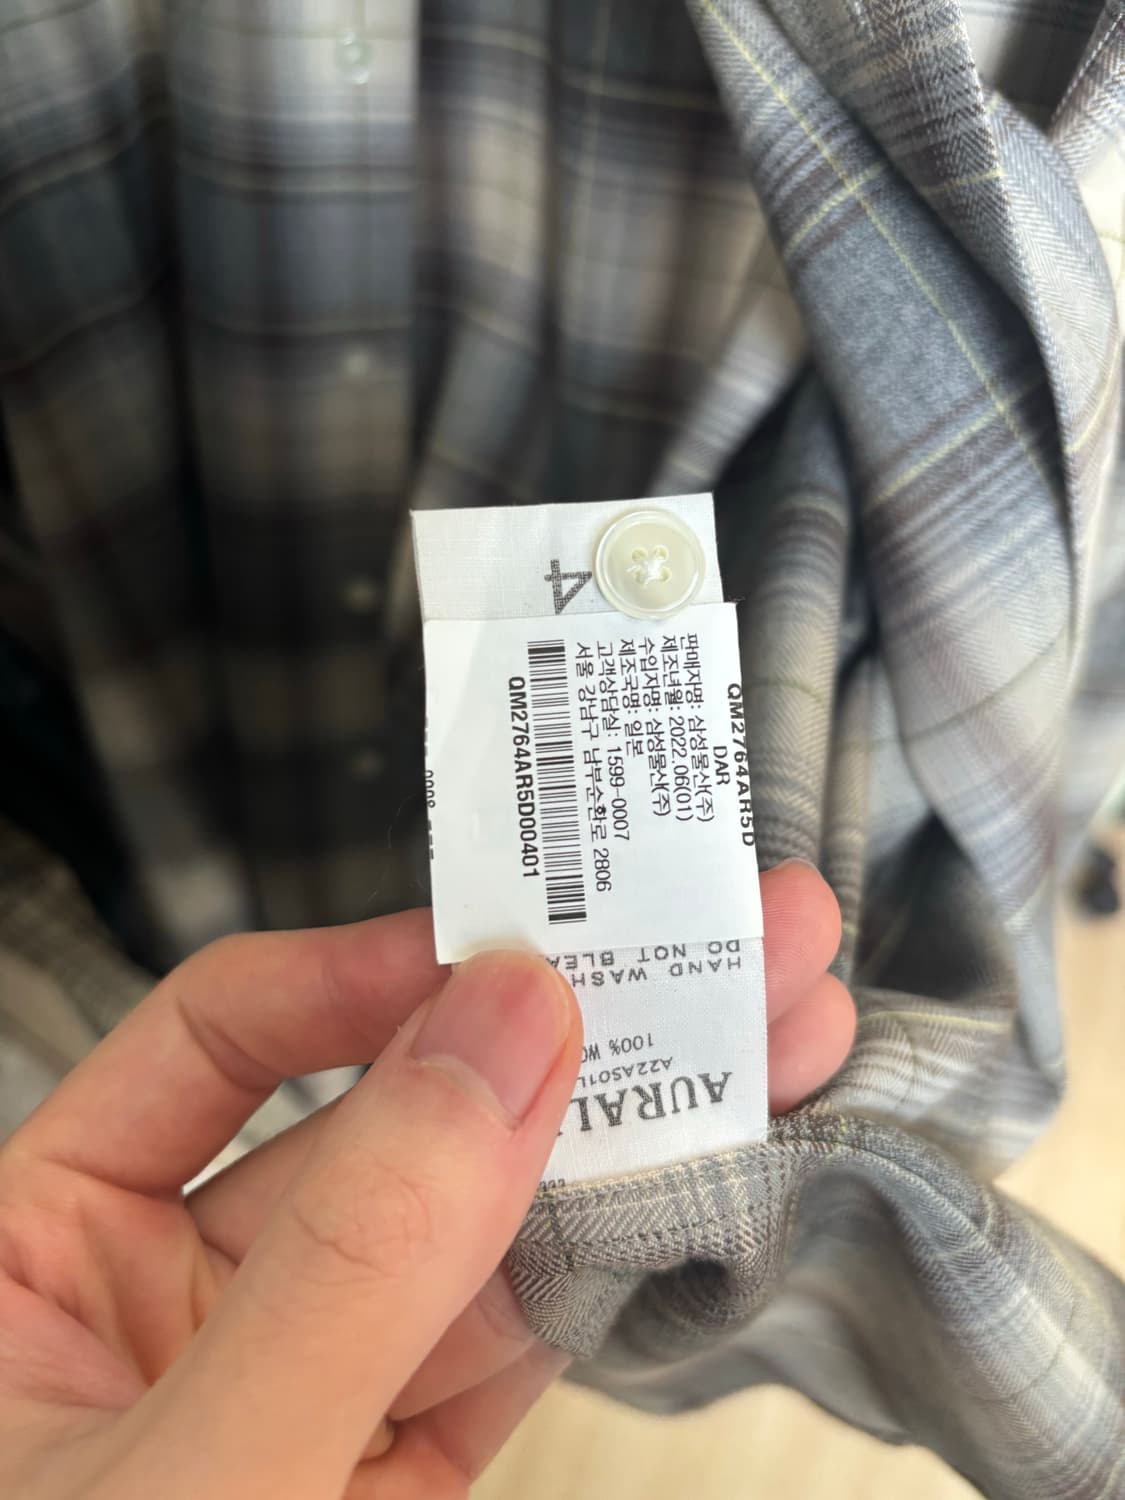 4
QM2764AR5D
DAR
판매자명: 삼성물산(주)
제조년월: 2022.06(01)
수입자명: 삼성물산(주)
제조국명: 일본
고객상담실: 1599-0007
서울 강남구 남부순환로 2806
QM2764AR5D00401
DO NOT
HAND WASH
100%